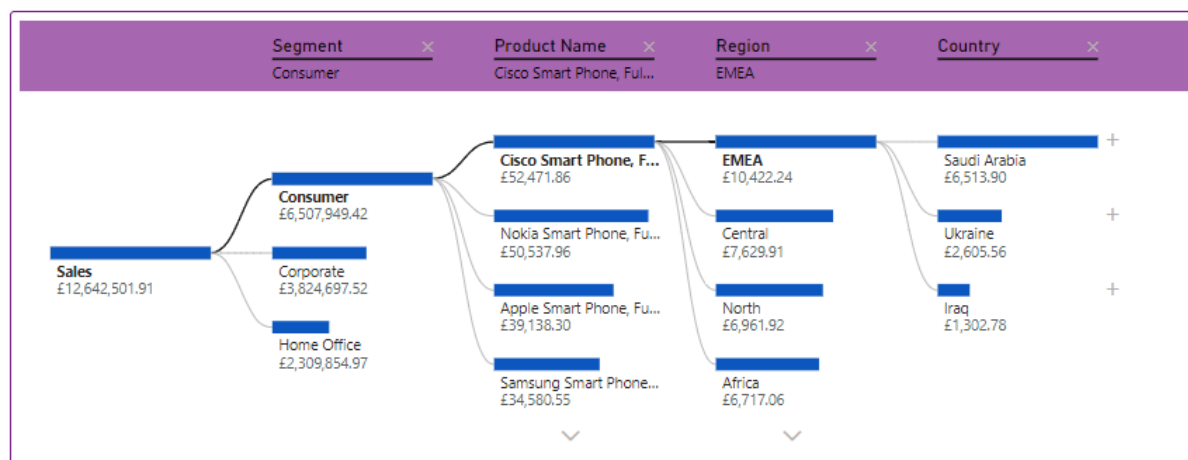 Segment
Consumer
Product Name
Cisco Smart Phone, Ful...
Region
EMEA
Country
Sales
£12,642,501.91
Consumer
£6,507,949.42
Corporate
£3,824,697.52
Home Office
£2,309,854.97
Cisco Smart Phone, F...
£52,471.86
Nokia Smart Phone, Fu...
£50,537.96
Apple Smart Phone, Fu...
£39,138.30
Samsung Smart Phone...
£34,580.55
EMEA
£10,422.24
Central
£7,629.91
North
£6,961.92
Africa
£6,717.06
Saudi Arabia
£6,513.90
Ukraine
£2,605.56
Iraq
£1,302.78